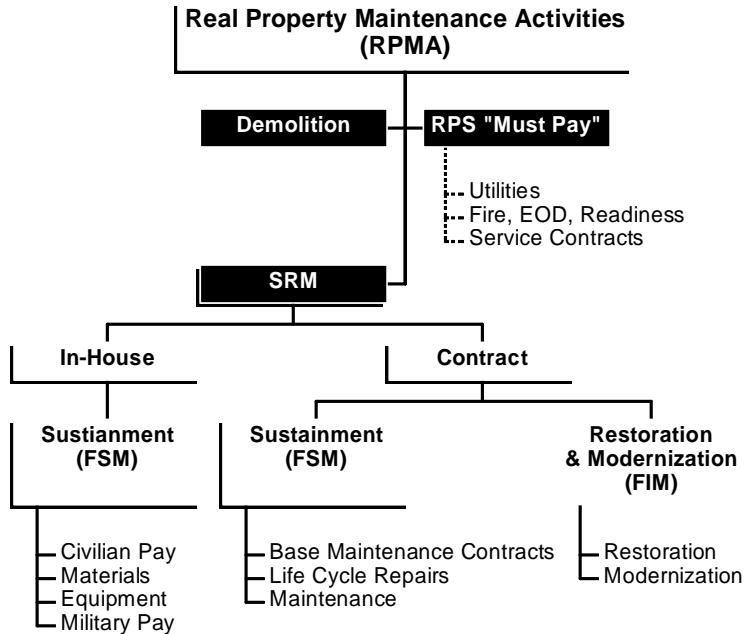 Real Property Maintenance Activities
(RPMA)
Demolition
RPS "Must Pay"
Utilities
Fire, EOD, Readiness
Service Contracts
SRM
In-House
Contract
Sustianment
(FSM)
Sustainment
(FSM)
Restoration
& Modernization
(FIM)
Civilian Pay
Materials
Equipment
Military Pay
Base Maintenance Contracts
Life Cycle Repairs
Maintenance
Restoration
Modernization